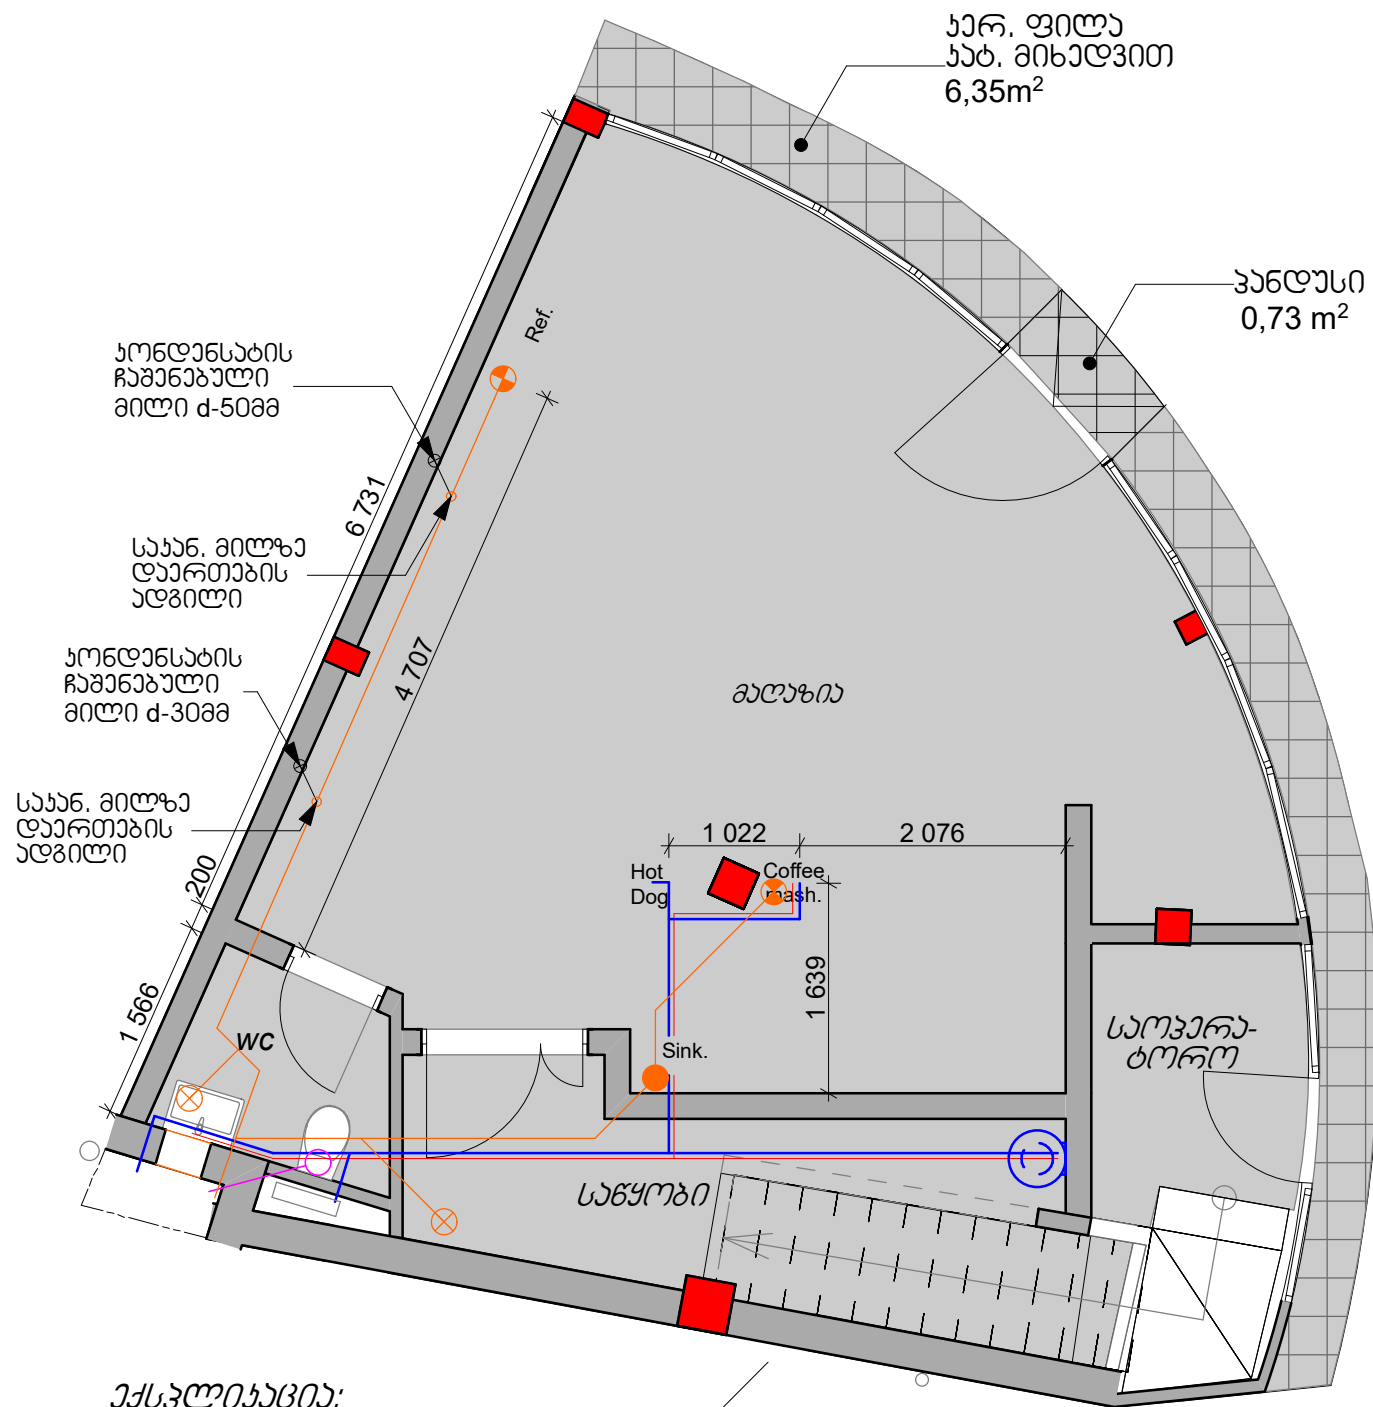 კერ. ფილა
კატ. მიხედვით
6,35m²
პანდუსი
0,73 m²
Ref.
კონდენსატის
ჩაშენებული
მილი d-50მმ
6 731
საკან. მილზე
დაერთების
ადგილი
4 707
კონდენსატის
ჩაშენებული
მილი d-30მმ
მაღაზია
საკან. მილზე
დაერთების
ადგილი
200
1 022
2 076
Hot
Dog
Coffee
mash.
1 639
1 566
wc
Sink.
საოპერა-
ტორო
საწყობი
ექსპლიკაცია: